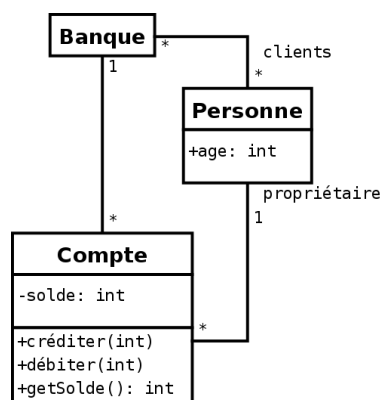 Banque
*
1
clients
*
Personne
+age: int
propriétaire
1
*
Compte
-solde: int
*
+créditer(int)
+débiter(int)
+getSolde(): int